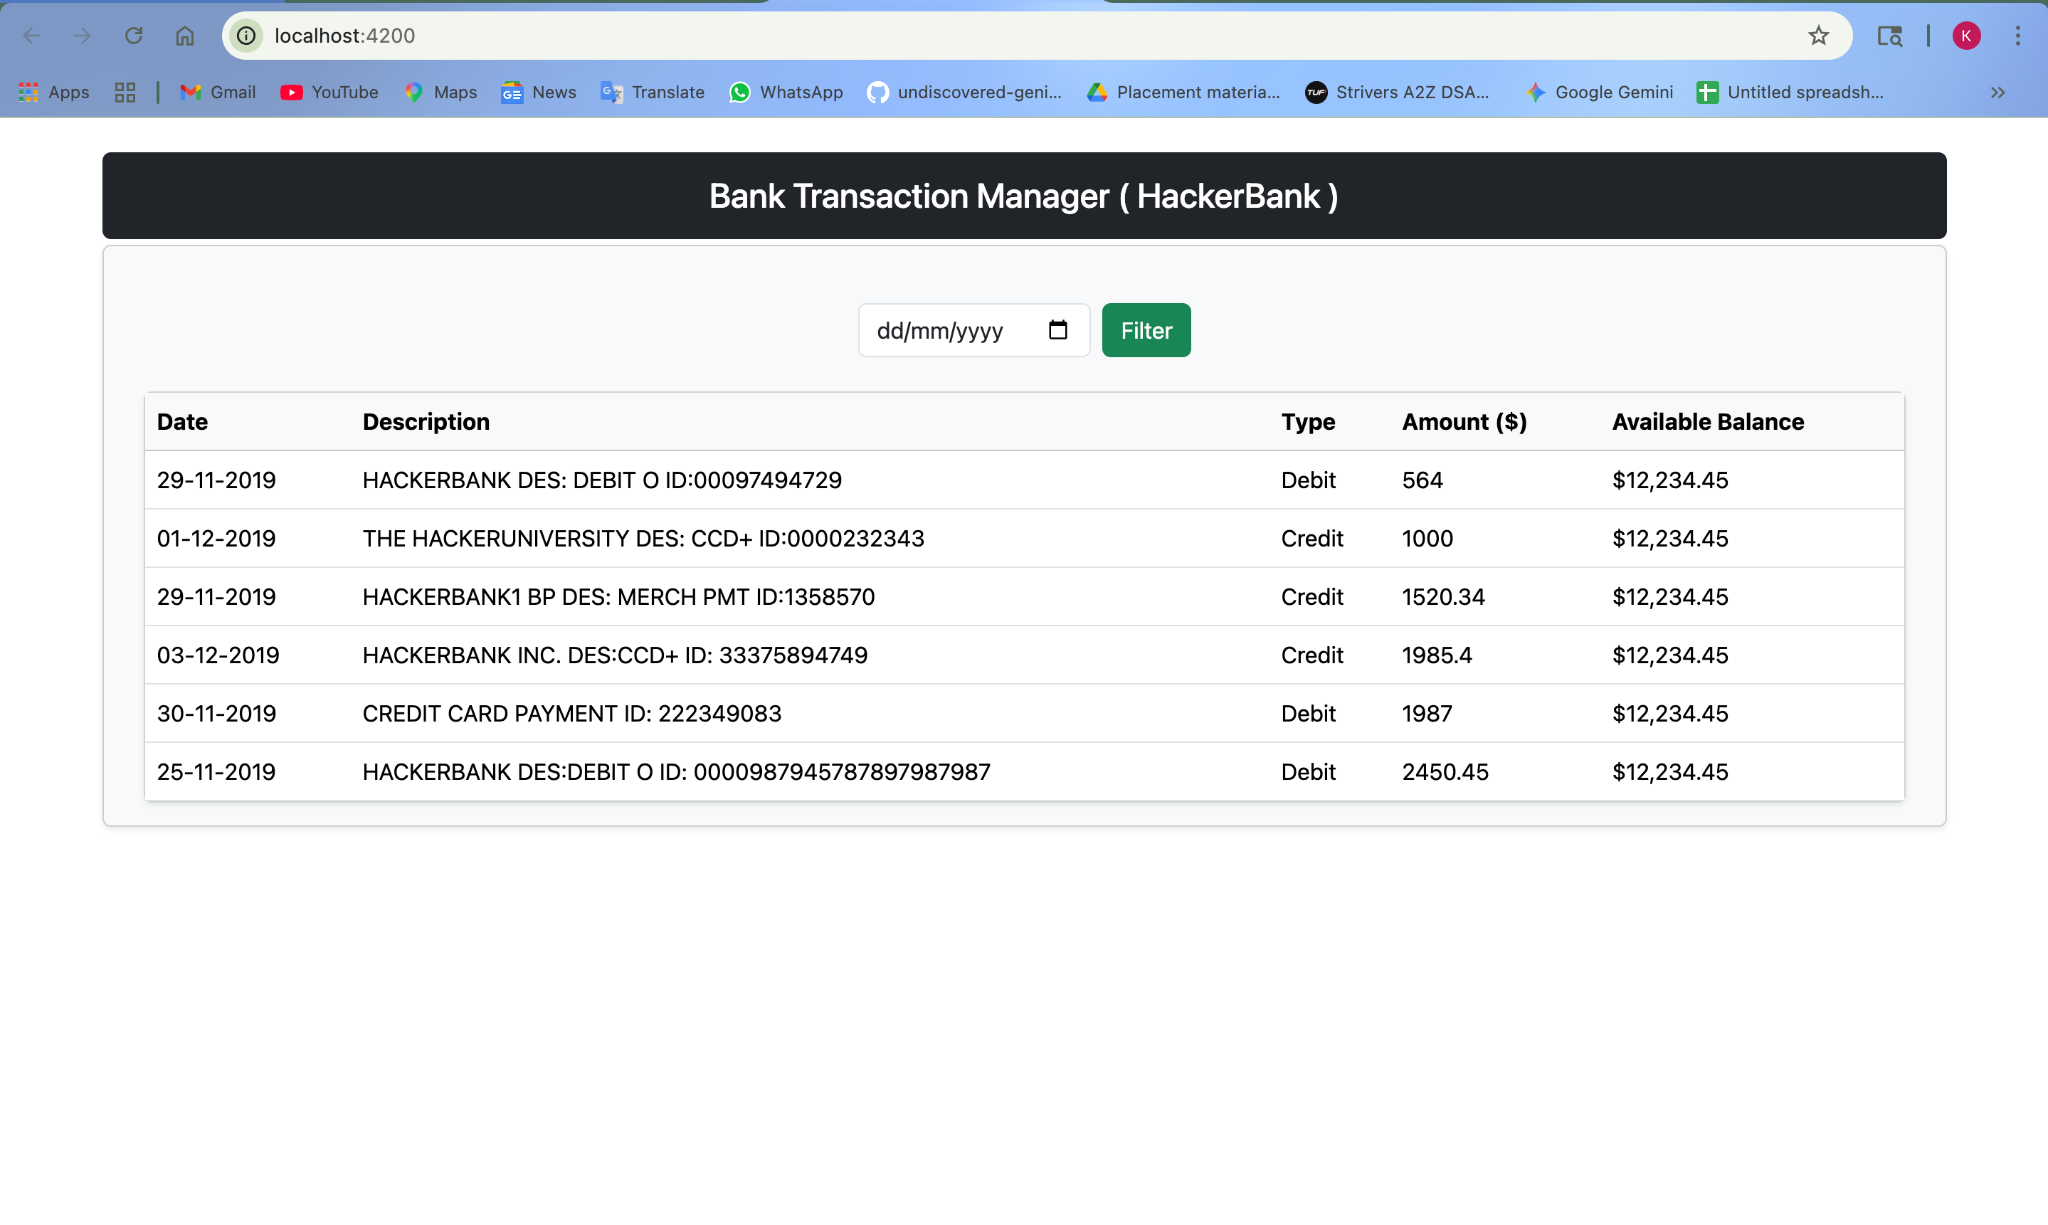 localhost:4200
K
Apps Gmail YouTube Maps News Translate WhatsApp undiscovered-geni... Placement materia... TUF Strivers A2Z DSA... Google Gemini Untitled spreadsh... »
Bank Transaction Manager ( HackerBank )
dd/mm/yyyy Filter
Date Description Type Amount ($) Available Balance
29-11-2019 HACKERBANK DES: DEBIT O ID:00097494729 Debit 564 $12,234.45
01-12-2019 THE HACKERUNIVERSITY DES: CCD+ ID:0000232343 Credit 1000 $12,234.45
29-11-2019 HACKERBANK1 BP DES: MERCH PMT ID:1358570 Credit 1520.34 $12,234.45
03-12-2019 HACKERBANK INC. DES:CCD+ ID: 33375894749 Credit 1985.4 $12,234.45
30-11-2019 CREDIT CARD PAYMENT ID: 222349083 Debit 1987 $12,234.45
25-11-2019 HACKERBANK DES:DEBIT O ID: 00009879457878979​87987 Debit 2450.45 $12,234.45